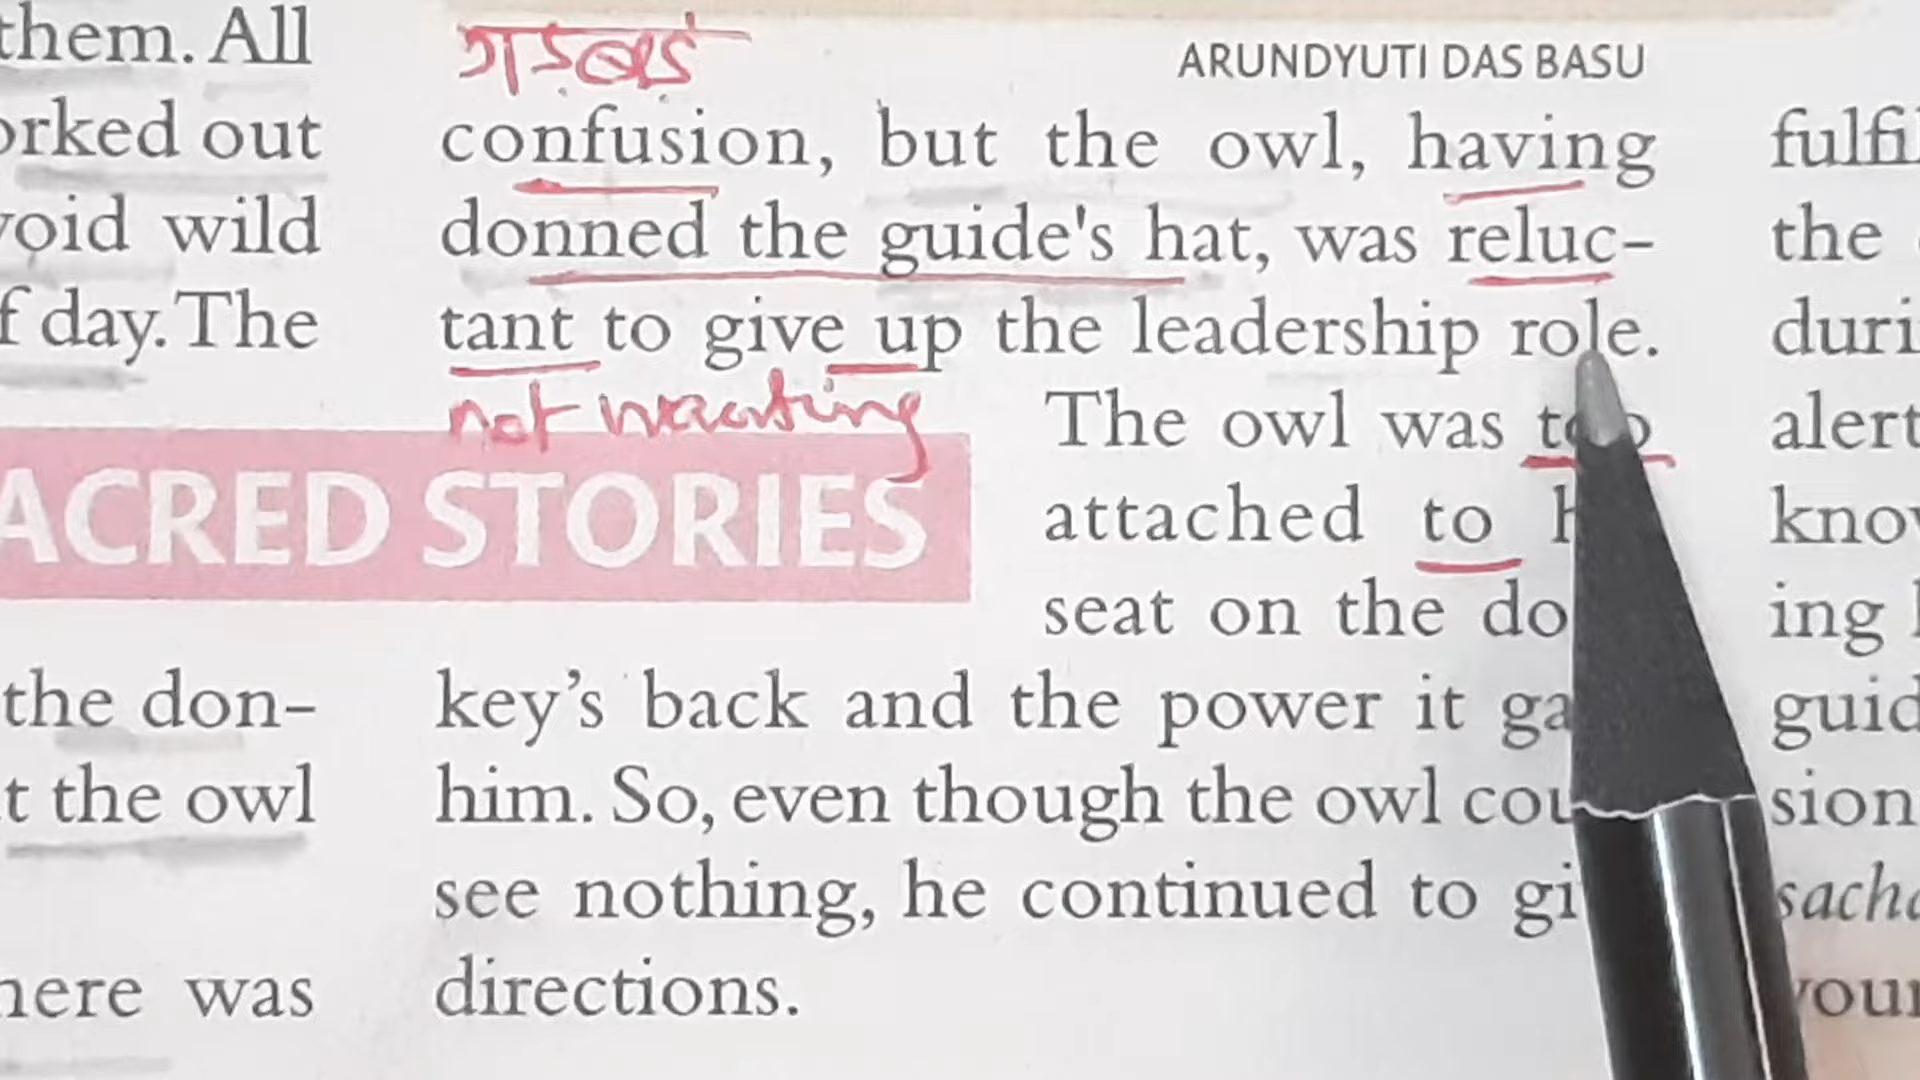 them. All
orked out
void wild
f day. The
ACRED STORIES
the don-
t the owl
here was
ARUNDYUTI DAS BASU
confusion, but the owl, having
donned the guide's hat, was reluc-
tant to give up the leadership role.
not wanting
The owl was too
attached to h
seat on the do
key's back and the power it ga
him. So, even though the owl cou
see nothing, he continued to gi
directions.
fulfil
the
duri
alert
know
ing
guid
sion
sacha
your